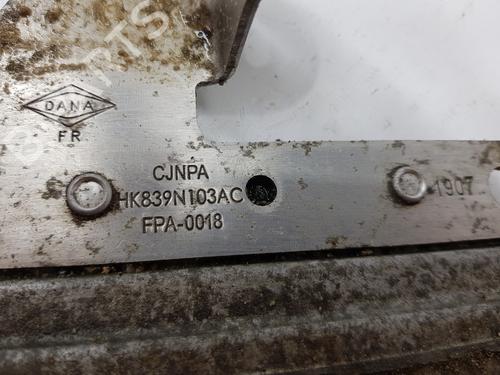 DANA
FR
CJNPA
HK839N103AC
FPA-0018
1907